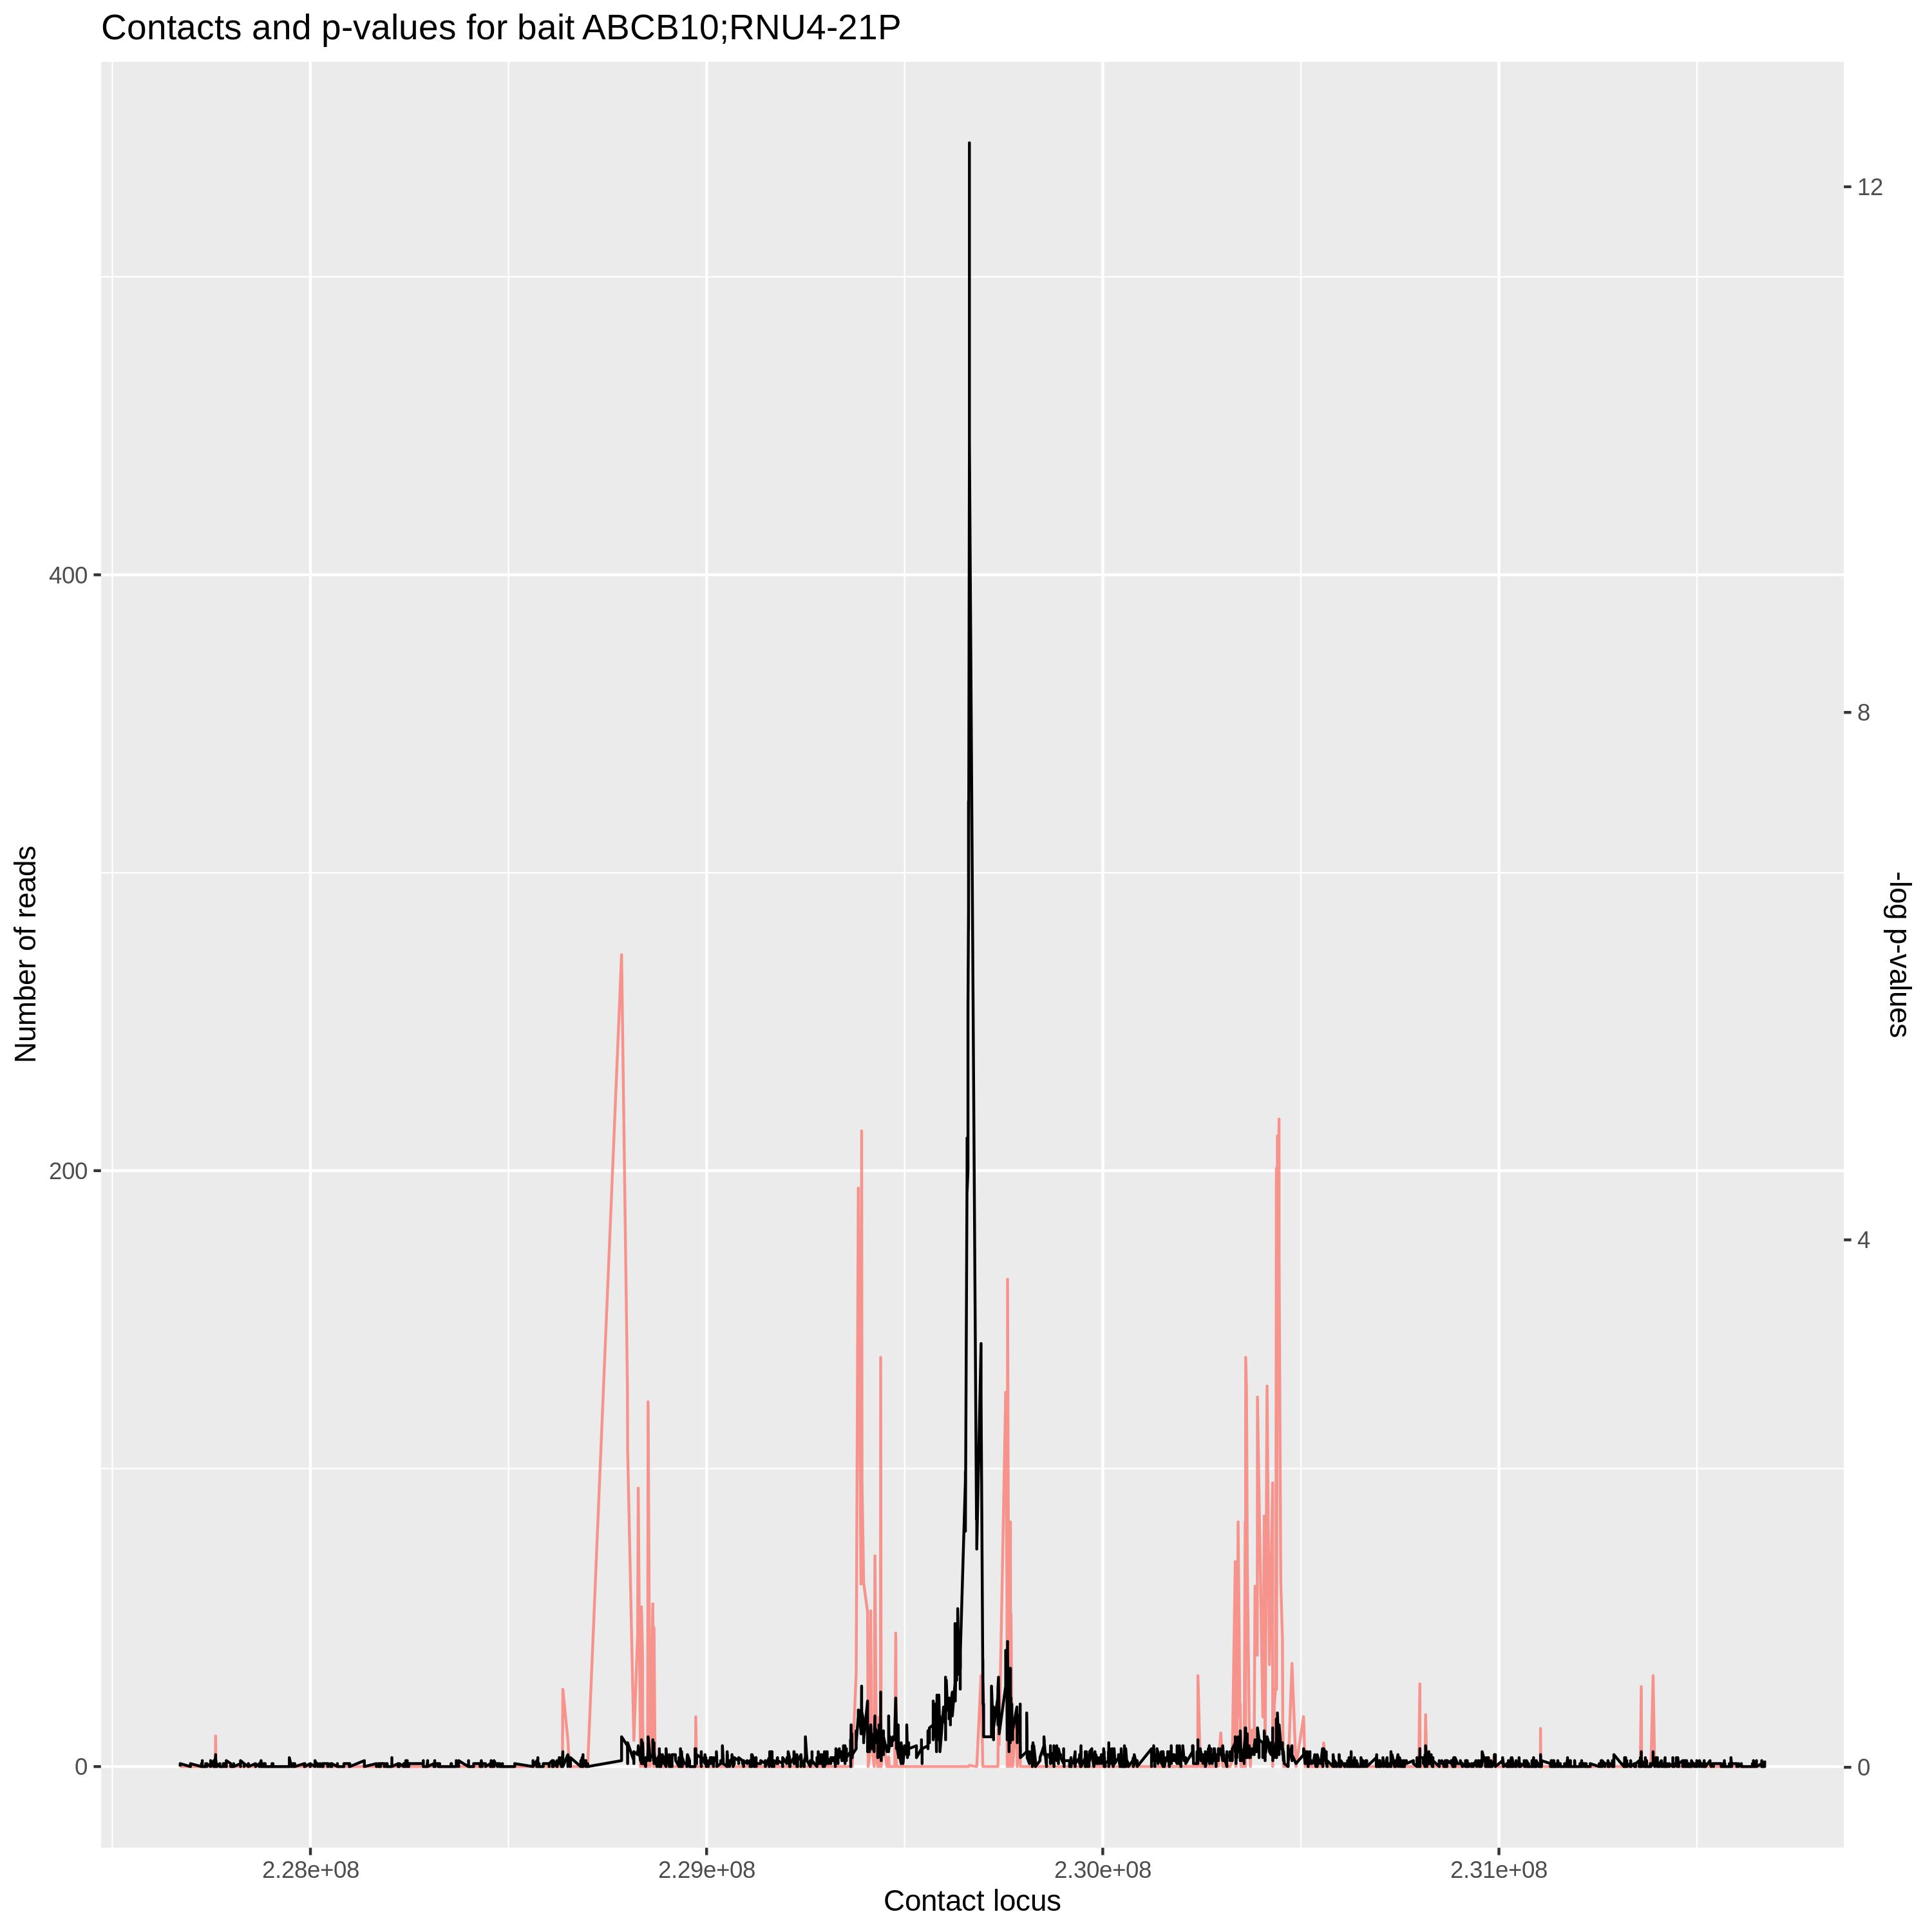 Contacts and p-values for bait ABCB10;RNU4-21P
12
400
8
Number of reads
-log p-values
4
200
0
0
2.28e+08
2.29e+08
2.30e+08
2.31e+08
Contact locus